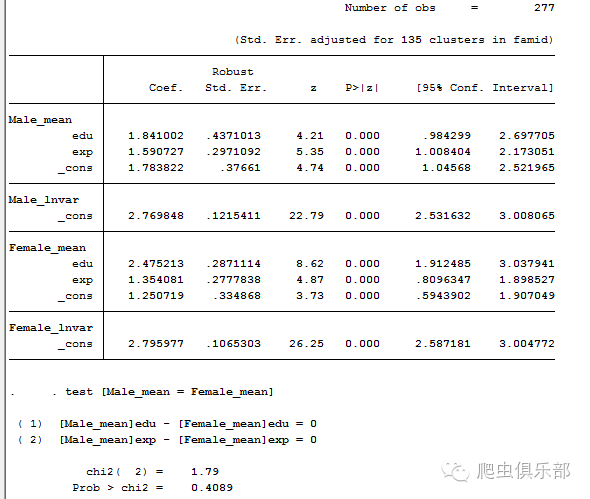 Number of obs     =        277
(Std. Err. adjusted for 135 clusters in famid)
Robust
Coef.   Std. Err.      z    P>|z|     [95% Conf. Interval]
Male_mean
edu    1.841002   .4371013     4.21   0.000      .984299    2.697705
exp    1.590727   .2971092     5.35   0.000     1.008404    2.173051
_cons    1.783822     .37661     4.74   0.000      1.04568    2.521965
Male_lnvar
_cons    2.769848   .1215411    22.79   0.000     2.531632    3.008065
Female_mean
edu    2.475213   .2871114     8.62   0.000     1.912485    3.037941
exp    1.354081   .2777838     4.87   0.000     .8096347    1.898527
_cons    1.250719    .334868     3.73   0.000     .5943902    1.907049
Female_lnvar
_cons    2.795977   .1065303    26.25   0.000     2.587181    3.004772
.     . test [Male_mean = Female_mean]
( 1)  [Male_mean]edu - [Female_mean]edu = 0
( 2)  [Male_mean]exp - [Female_mean]exp = 0
chi2(  2) =    1.79
Prob > chi2 =    0.4089
爬虫俱乐部